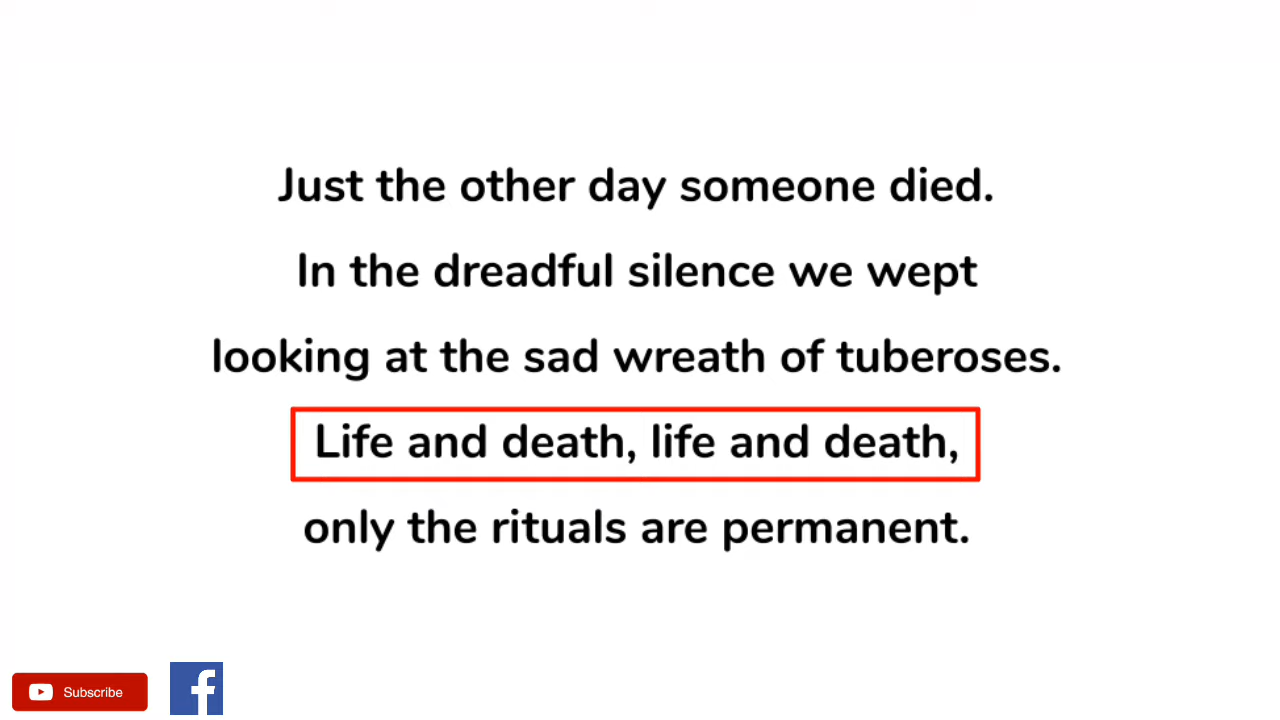 Just the other day someone died.
In the dreadful silence we wept
looking at the sad wreath of tuberoses.
Life and death, life and death,
only the rituals are permanent.
Subscribe